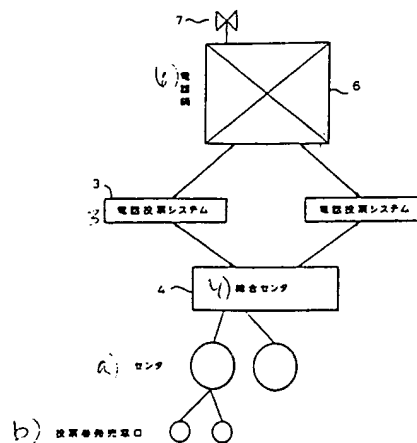 7
6) 電話網
6
3
3
電話投票システム
電話投票システム
4
4) 総合センタ
a) センタ
b) 投票券発売窓口